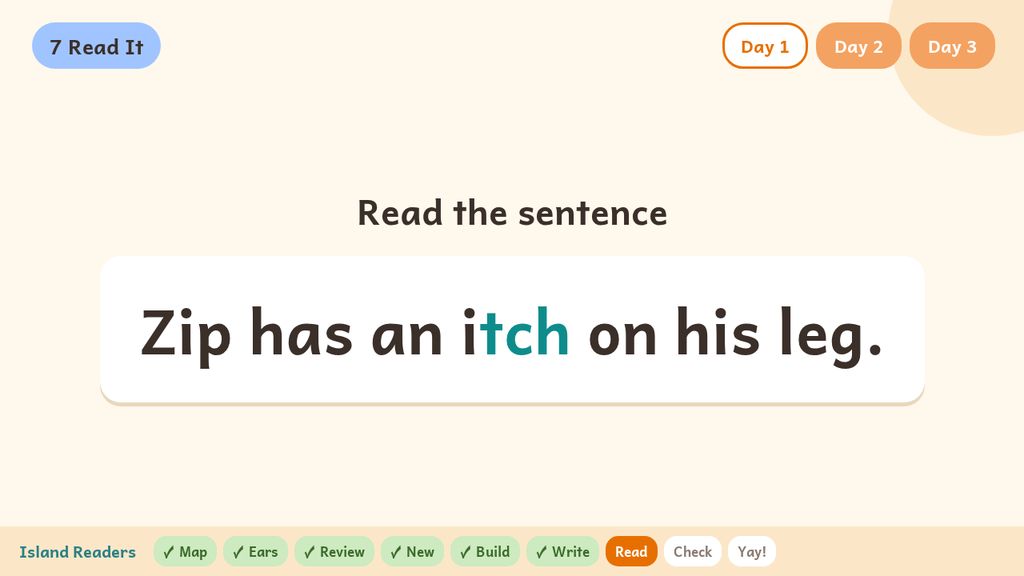 7 Read It
Day 1 Day 2 Day 3
Read the sentence
Zip has an itch on his leg.
Island Readers ✓ Map ✓ Ears ✓ Review ✓ New ✓ Build ✓ Write Read Check Yay!